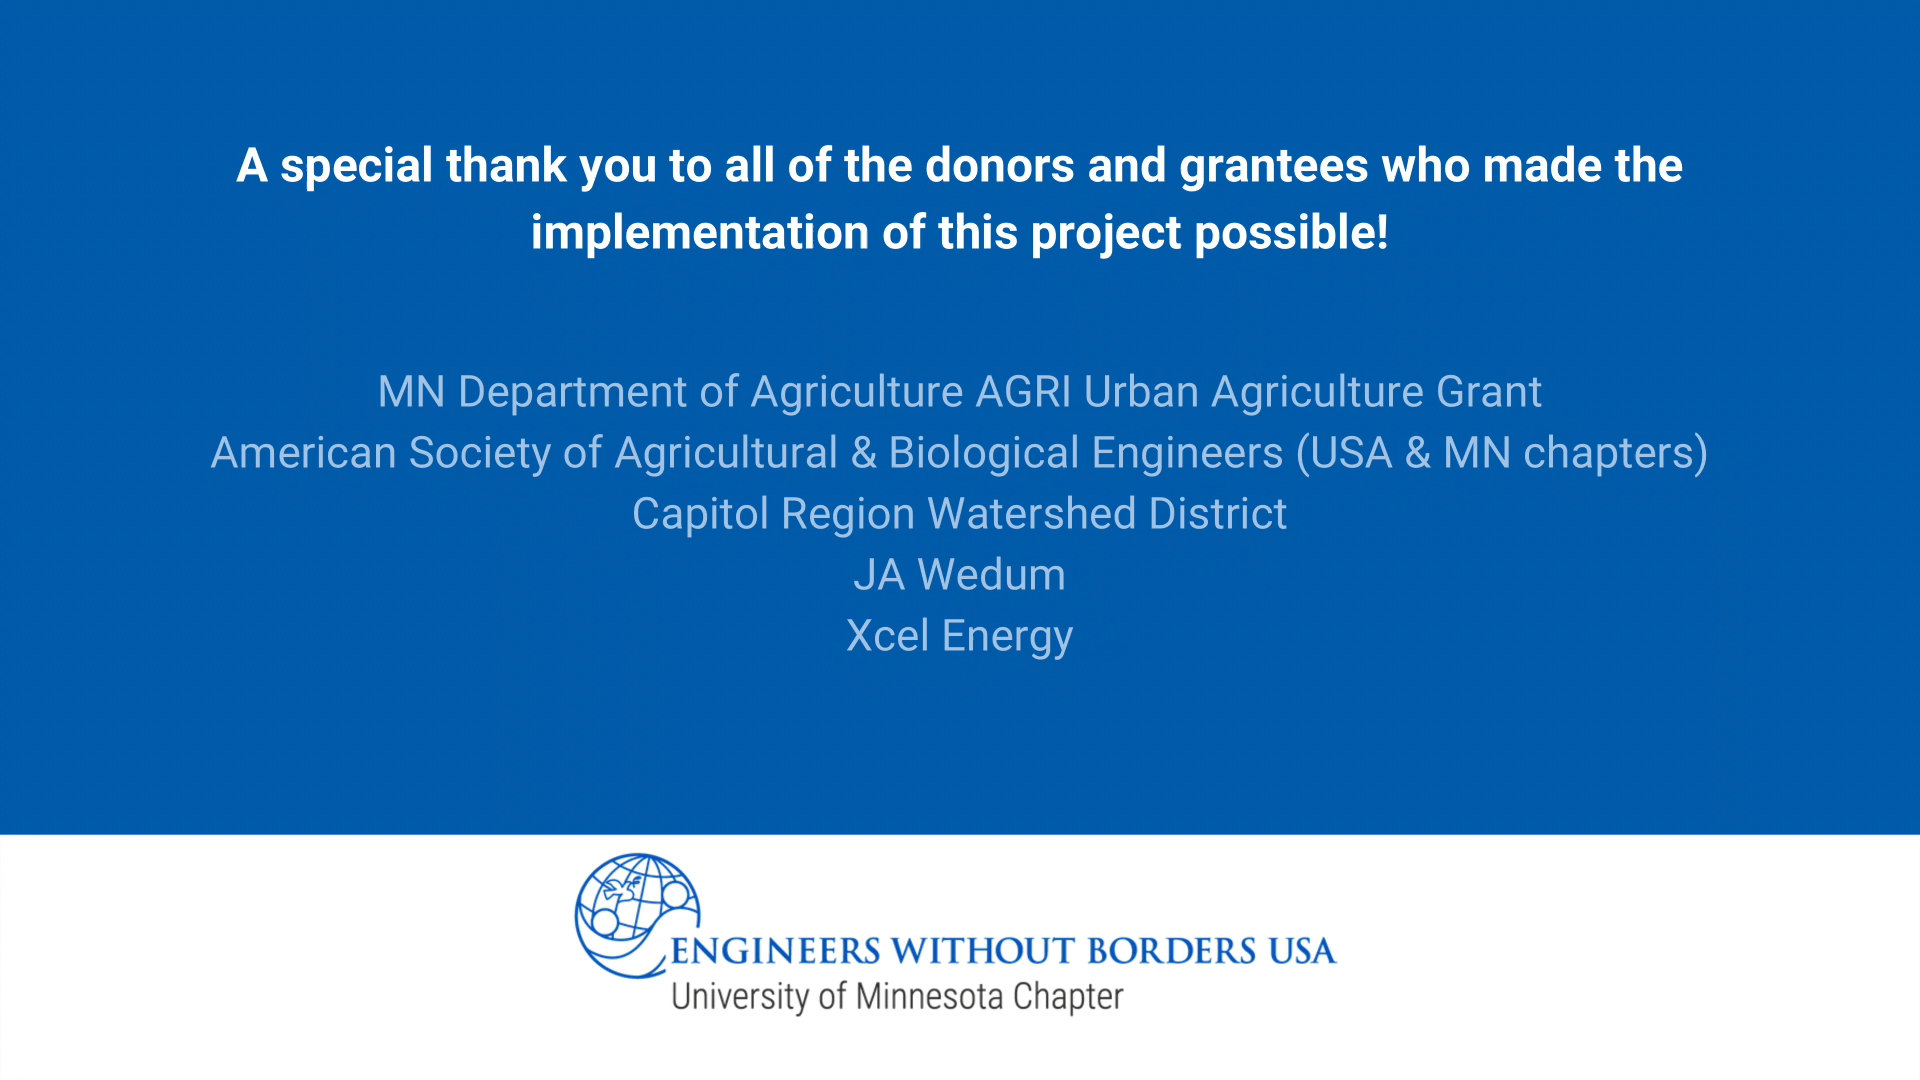 A special thank you to all of the donors and grantees who made the
implementation of this project possible!
MN Department of Agriculture AGRI Urban Agriculture Grant
American Society of Agricultural & Biological Engineers (USA & MN chapters)
Capitol Region Watershed District
JA Wedum
Xcel Energy
ENGINEERS WITHOUT BORDERS USA
University of Minnesota Chapter